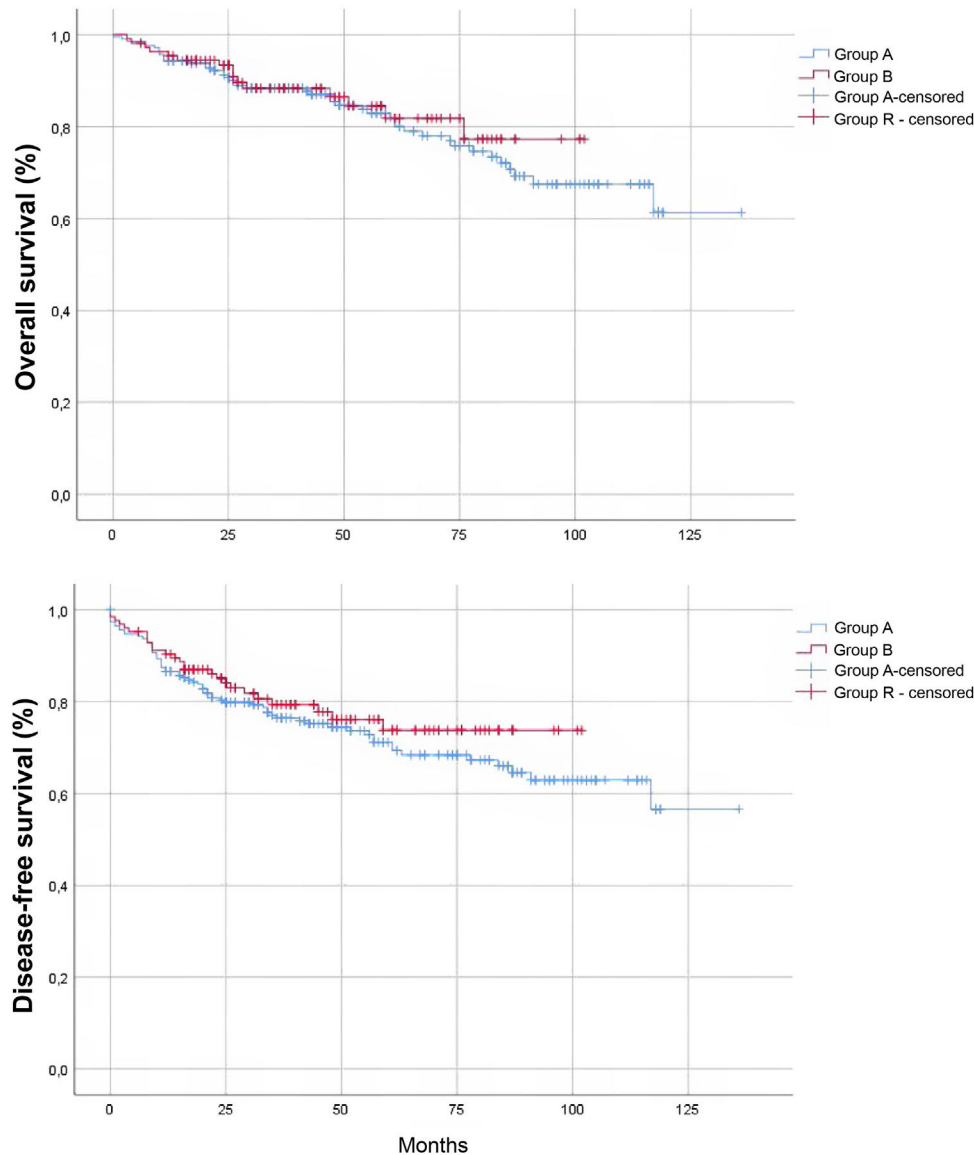 Overall survival (%)
1,0
0,8
0,6
0,4
0,2
0,0
0 25 50 75 100 125
Group A
Group B
Group A-censored
Group R - censored
Disease-free survival (%)
1,0
0,8
0,6
0,4
0,2
0,0
0 25 50 75 100 125
Months
Group A
Group B
Group A-censored
Group R - censored